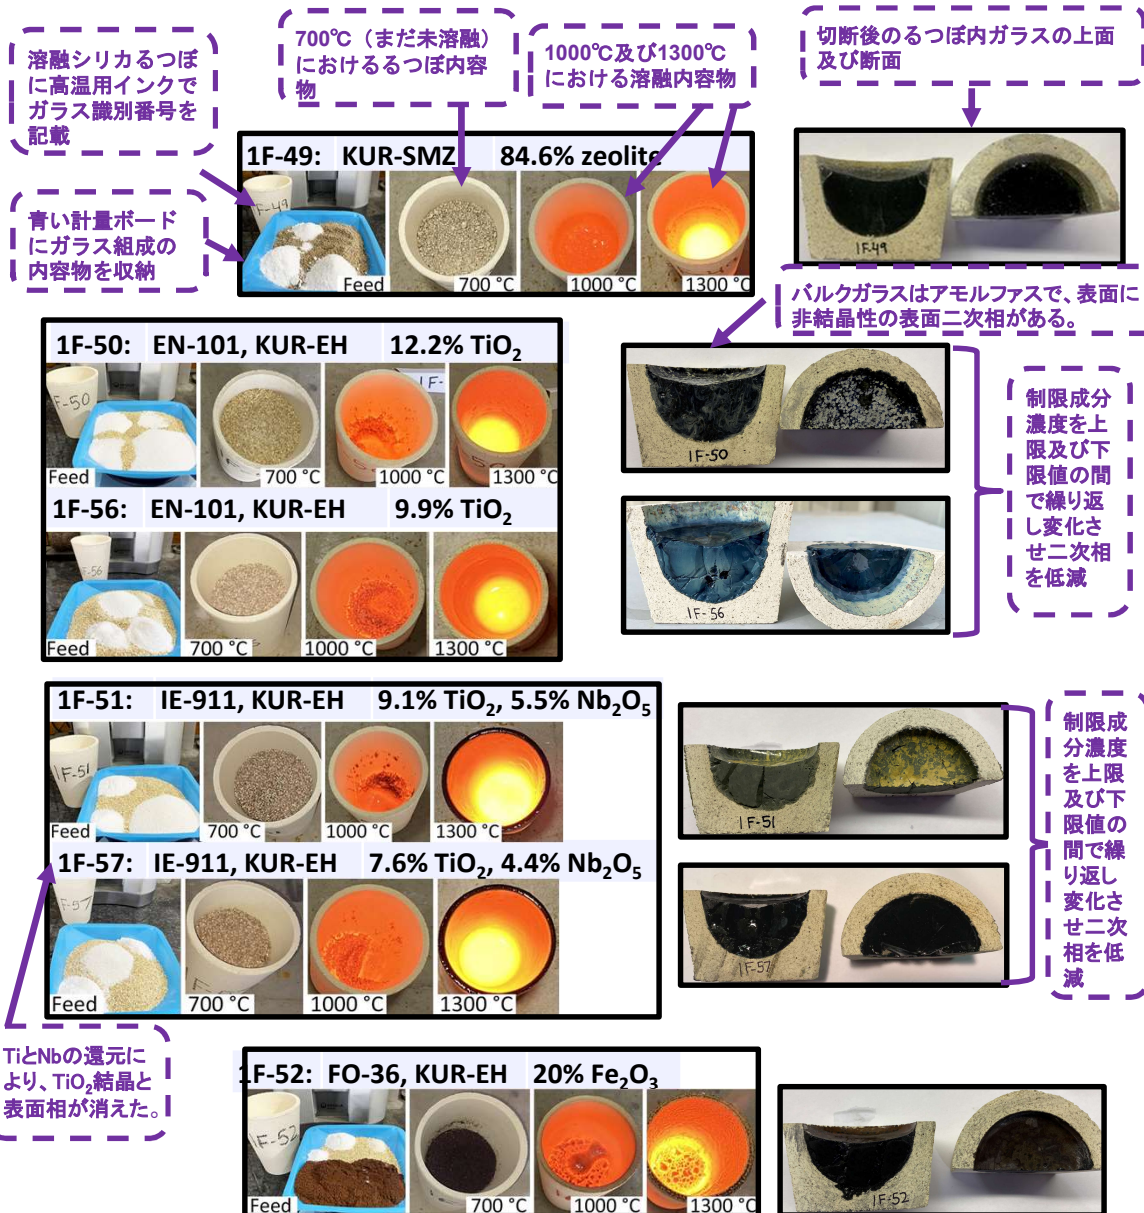 溶融シリカるつぼ
に高温用インクで
ガラス識別番号を
記載
700℃（まだ未溶融）
におけるるつぼ内容
物
1000℃及び1300℃
における溶融内容物
切断後のるつぼ内ガラスの上面
及び断面
青い計量ボード
にガラス組成の
内容物を収納
1F-49: KUR-SMZ 84.6% zeolite
1F-49
Feed
700 °C
1000 °C
1300 °C
1F-49
バルクガラスはアモルファスで、表面に
非結晶性の表面二次相がある。
1F-50: EN-101, KUR-EH 12.2% TiO₂
F-50
1F-
Feed
700 °C
1000 °C
1300 °C
1F-50
1F-56: EN-101, KUR-EH 9.9% TiO₂
F-56
Feed
700 °C
1000 °C
1300 °C
1F-56
制限成分
濃度を上
限及び下
限値の間
で繰り返
し変化さ
せ二次相
を低減
1F-51: IE-911, KUR-EH 9.1% TiO₂, 5.5% Nb₂O₅
1F-51
Feed
700 °C
1000 °C
1300 °C
1F-51
1F-57: IE-911, KUR-EH 7.6% TiO₂, 4.4% Nb₂O₅
F-57
Feed
700 °C
1000 °C
1300 °C
1F-57
制限成
分濃度
を上限
及び下
限値の
間で繰
り返し
変化さ
せ二次
相を低
減
TiとNbの還元に
より、TiO₂結晶と
表面相が消えた。
1F-52: FO-36, KUR-EH 20% Fe₂O₃
1F-52
Feed
700 °C
1000 °C
1300 °C
1F-52